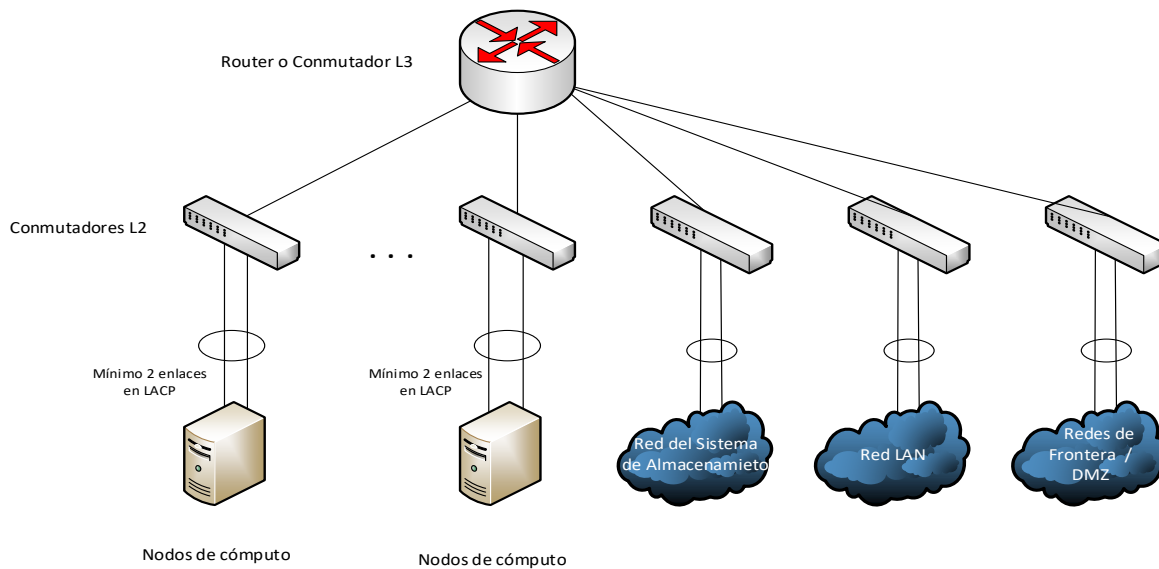 Router o Conmutador L3
Conmutadores L2
. . .
Mínimo 2 enlaces
en LACP
Mínimo 2 enlaces
en LACP
Red del Sistema
de Almacenamieto
Red LAN
Redes de
Frontera /
DMZ
Nodos de cómputo
Nodos de cómputo